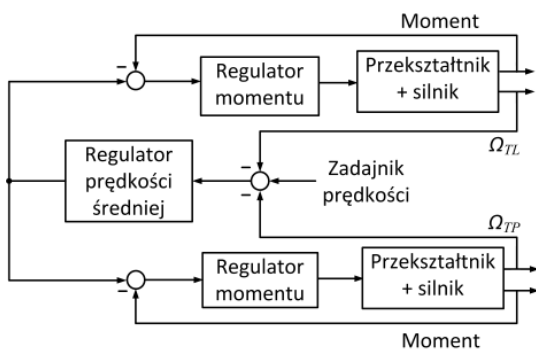 Moment
Regulator
momentu
Przekształtnik
+ silnik
Ω_TL
Regulator
prędkości
średniej
Zadajnik
prędkości
Ω_TP
Regulator
momentu
Przekształtnik
+ silnik
Moment